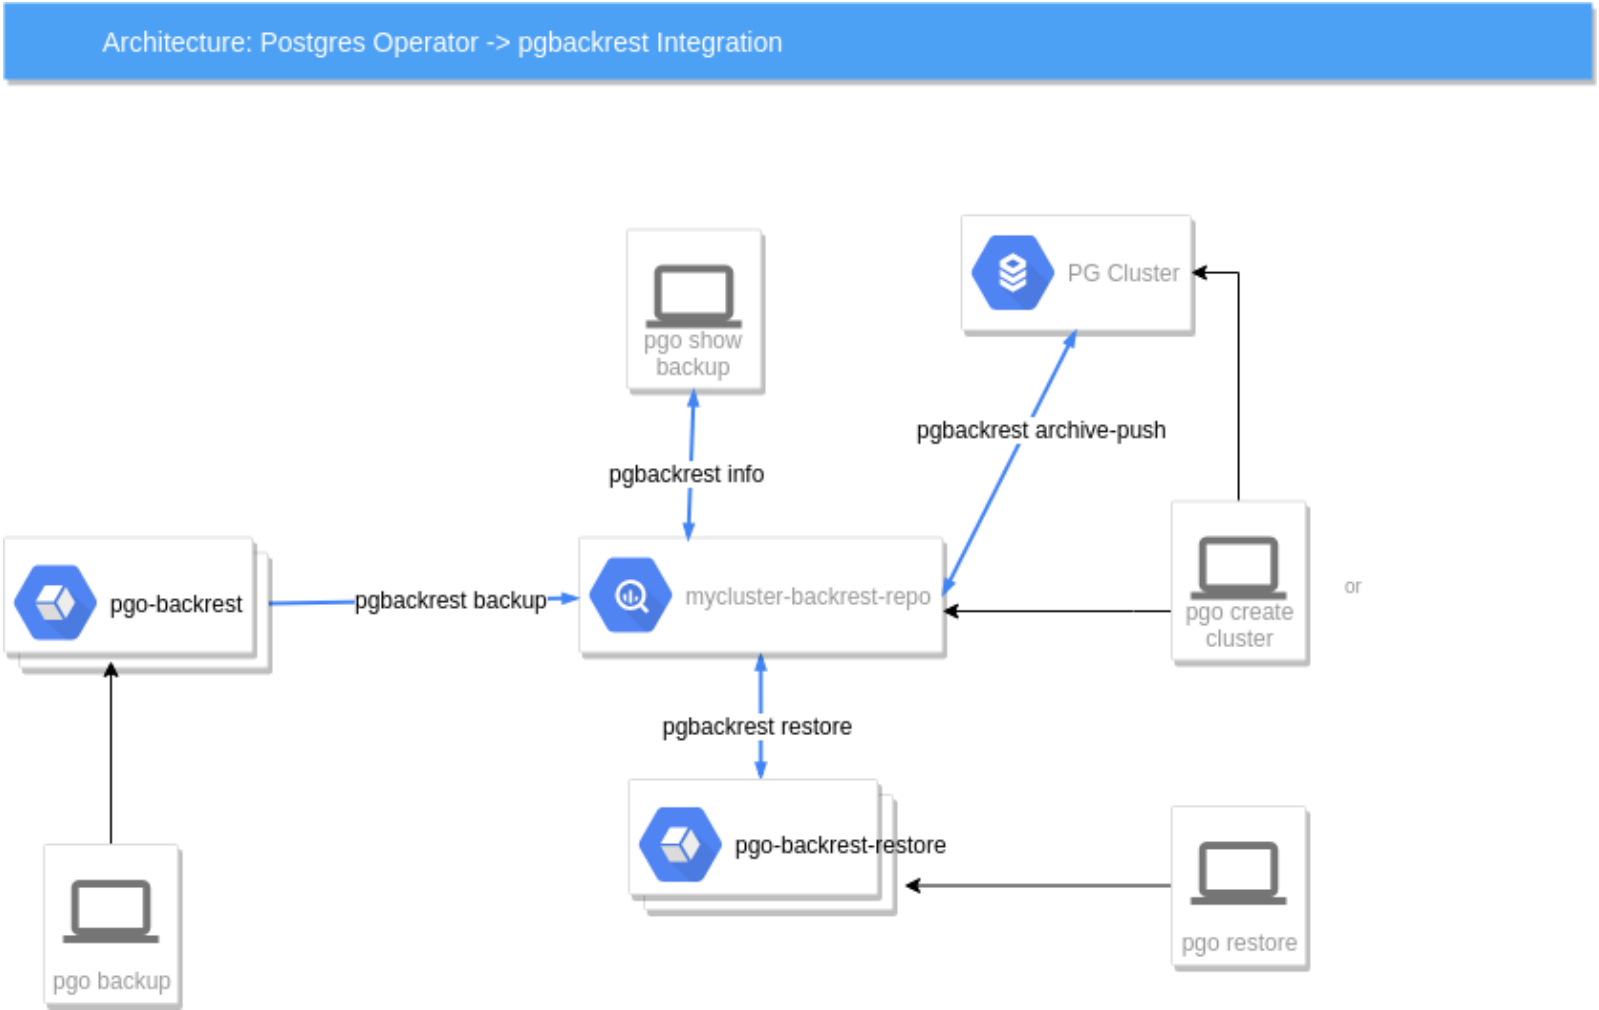 Architecture: Postgres Operator -> pgbackrest Integration
PG Cluster
pgo show
backup
pgbackrest archive-push
pgbackrest info
pgo-backrest
pgbackrest backup
mycluster-backrest-repo
pgo create
cluster
or
pgbackrest restore
pgo-backrest-restore
pgo restore
pgo backup